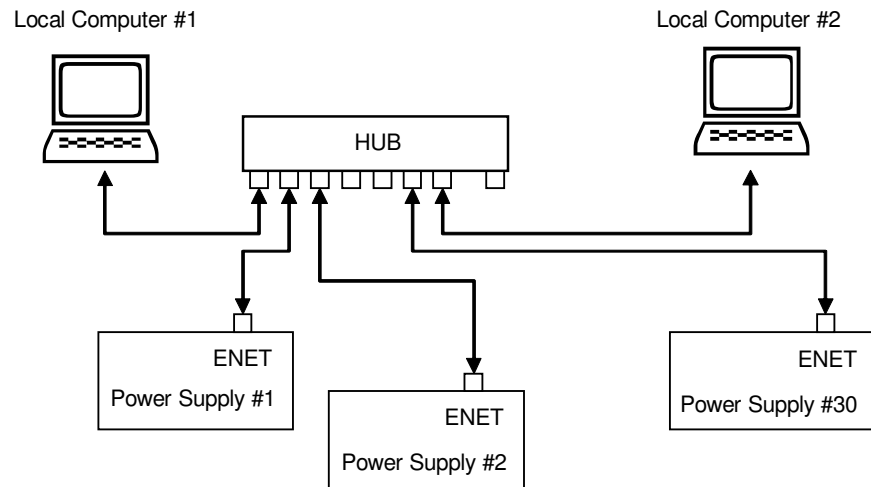 Local Computer #1
Local Computer #2
HUB
ENET
Power Supply #1
ENET
Power Supply #2
ENET
Power Supply #30